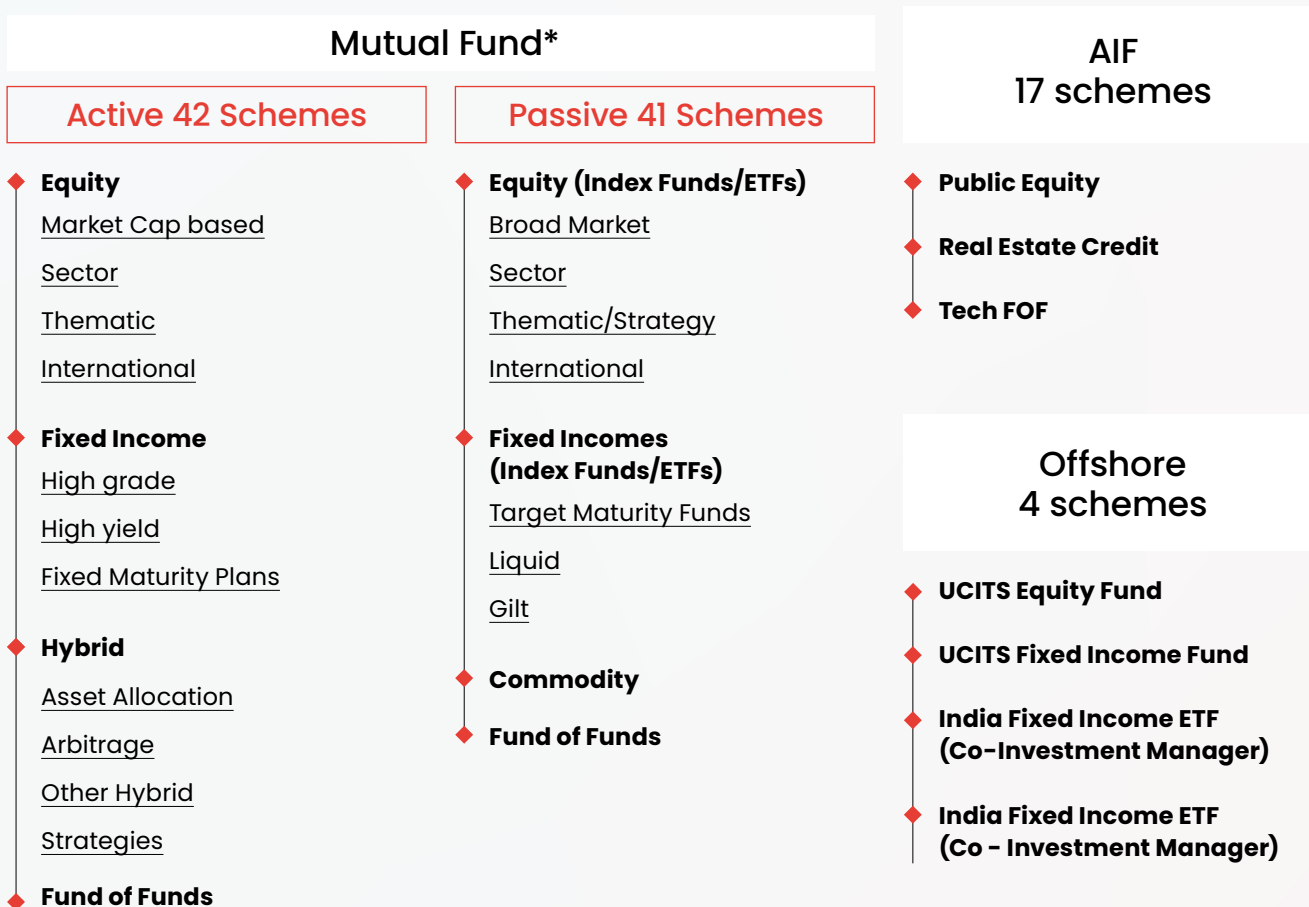 Mutual Fund*
Active 42 Schemes
Equity
Market Cap based
Sector
Thematic
International
Fixed Income
High grade
High yield
Fixed Maturity Plans
Hybrid
Asset Allocation
Arbitrage
Other Hybrid
Strategies
Fund of Funds
Passive 41 Schemes
Equity (Index Funds/ETFs)
Broad Market
Sector
Thematic/Strategy
International
Fixed Incomes
(Index Funds/ETFs)
Target Maturity Funds
Liquid
Gilt
Commodity
Fund of Funds
AIF
17 schemes
Public Equity
Real Estate Credit
Tech FOF
Offshore
4 schemes
UCITS Equity Fund
UCITS Fixed Income Fund
India Fixed Income ETF
(Co-Investment Manager)
India Fixed Income ETF
(Co - Investment Manager)